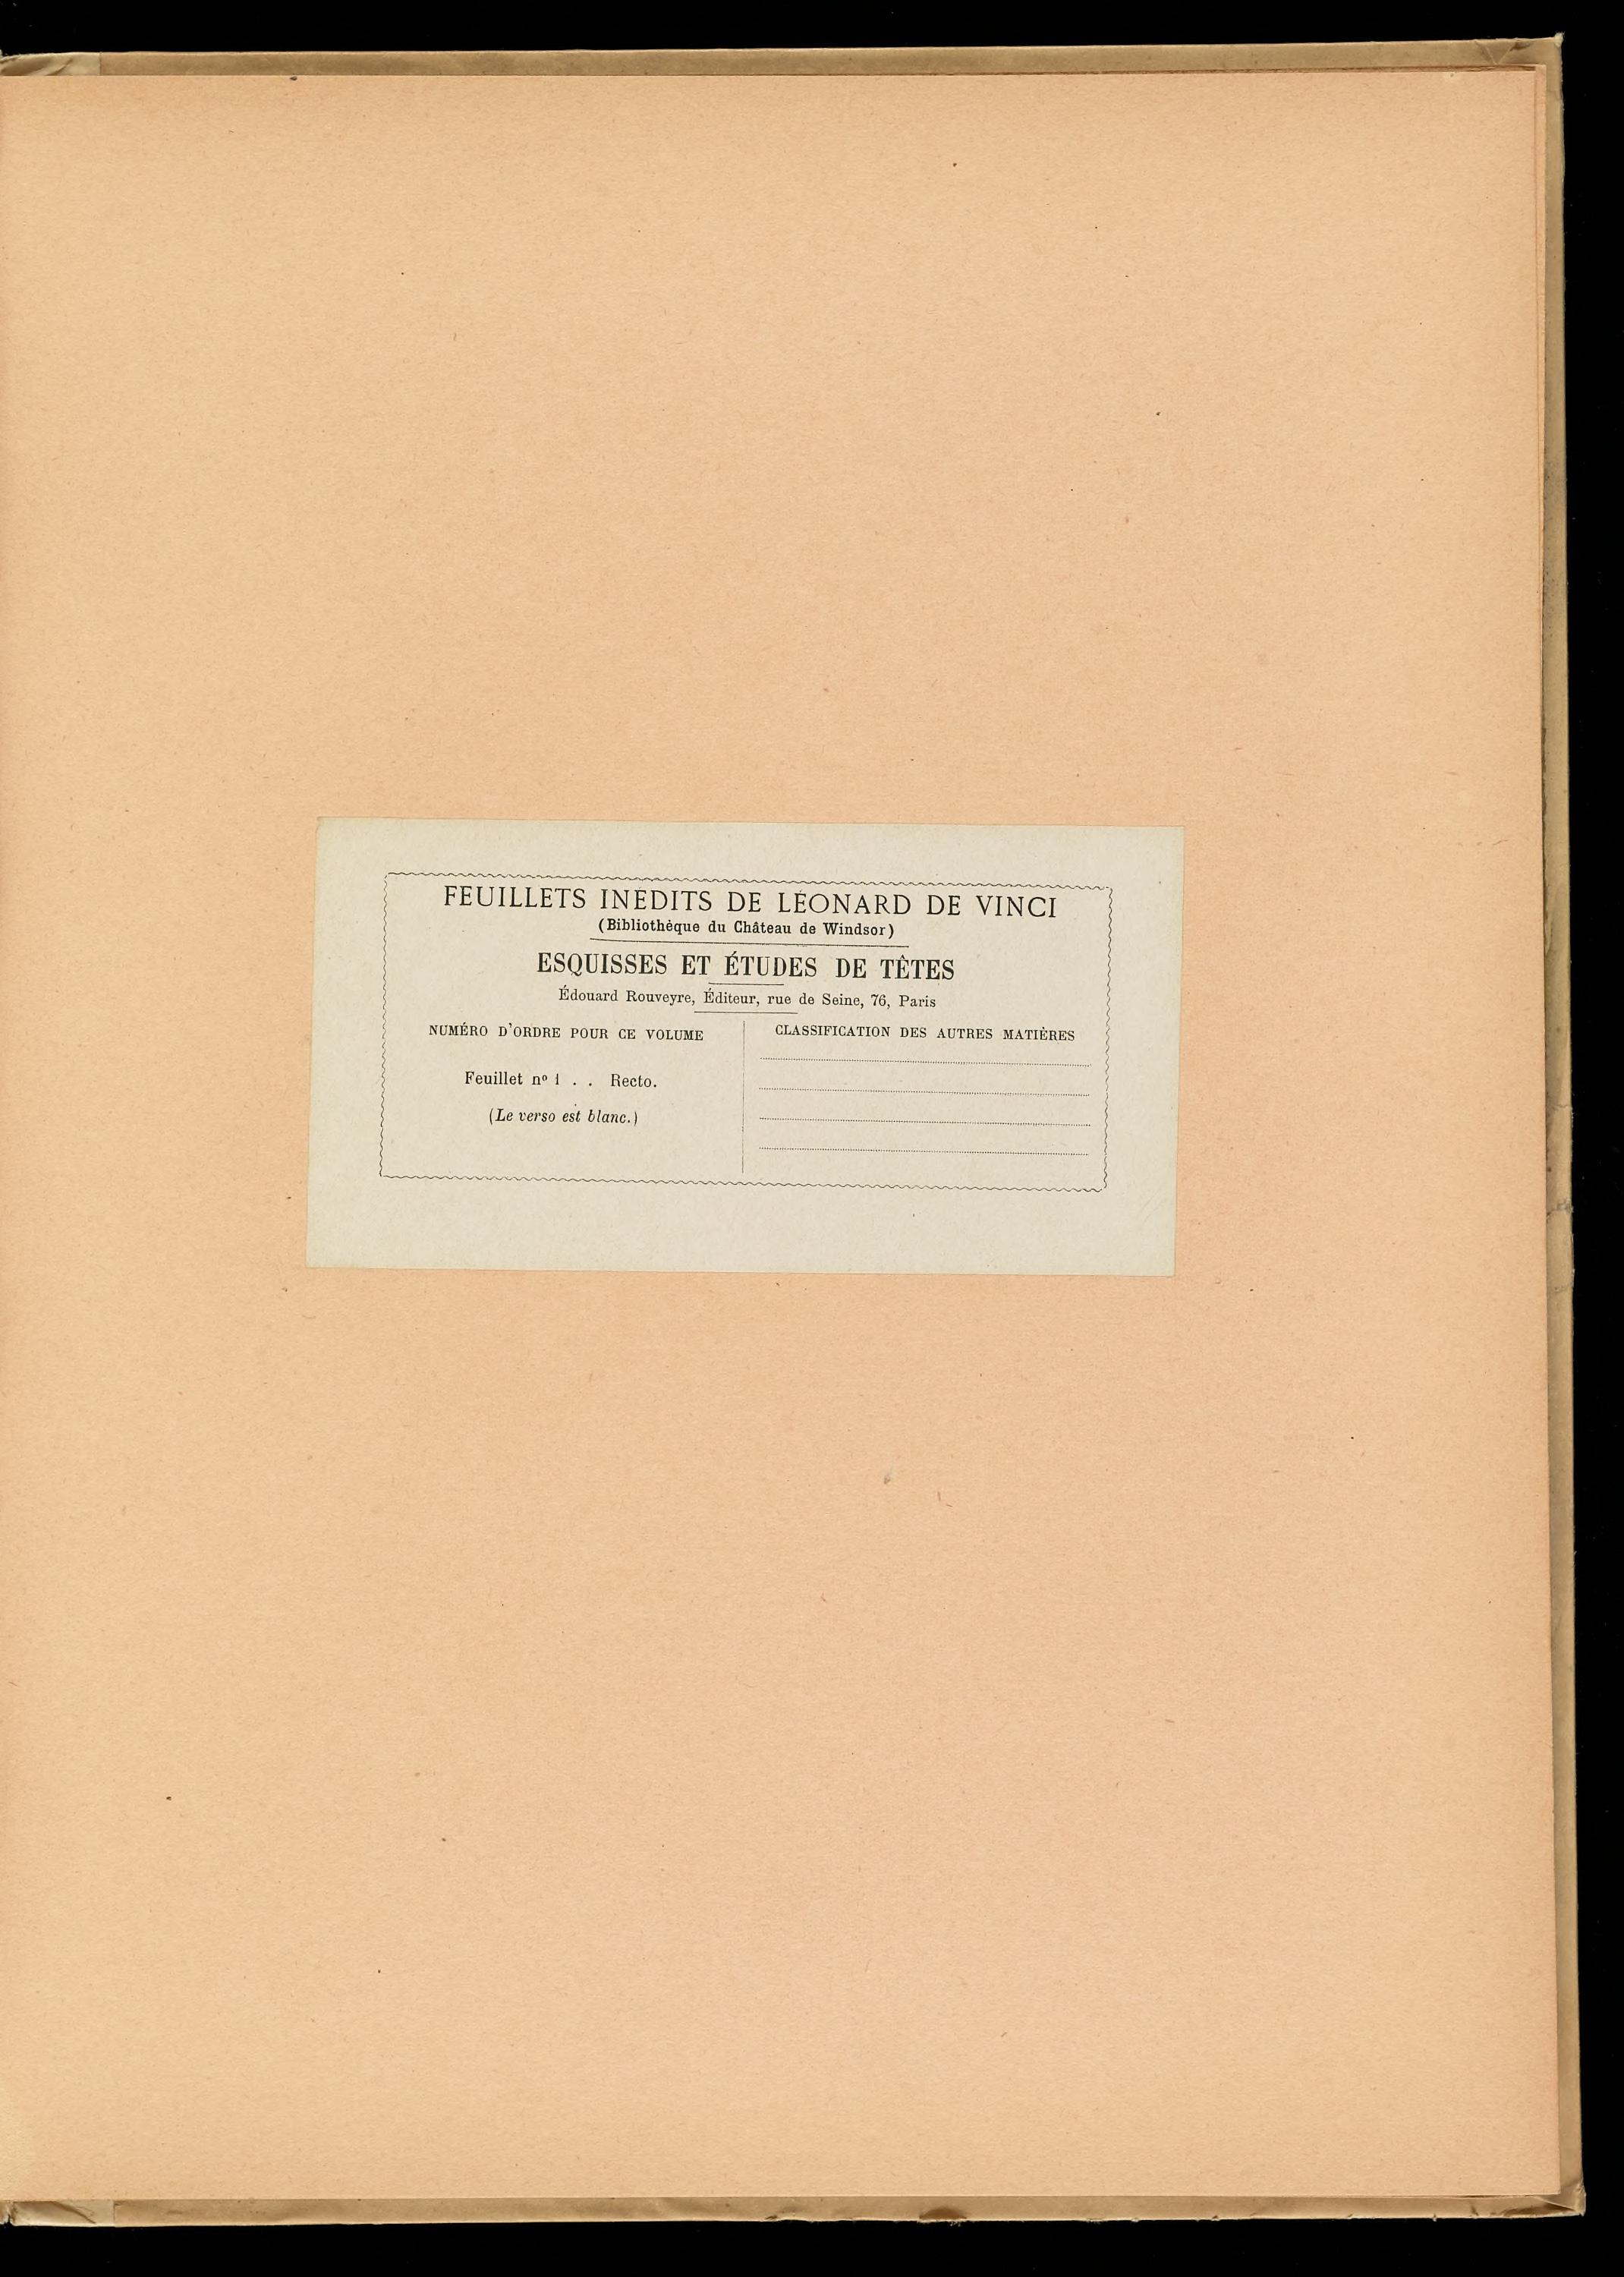 FEUILLETS INÉDITS DE LÉONARD DE VINCI
(Bibliothèque du Château de Windsor)
ESQUISSES ET ÉTUDES DE TÊTES
Édouard Rouveyre, Éditeur, rue de Seine, 76, Paris
NUMÉRO D'ORDRE POUR CE VOLUME
Feuillet nº 1 . . Recto.
(Le verso est blanc.)
CLASSIFICATION DES AUTRES MATIÈRES